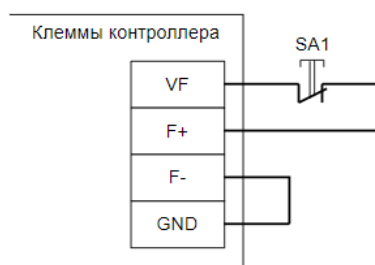 Клеммы контроллера
SA1
VF
F+
F-
GND